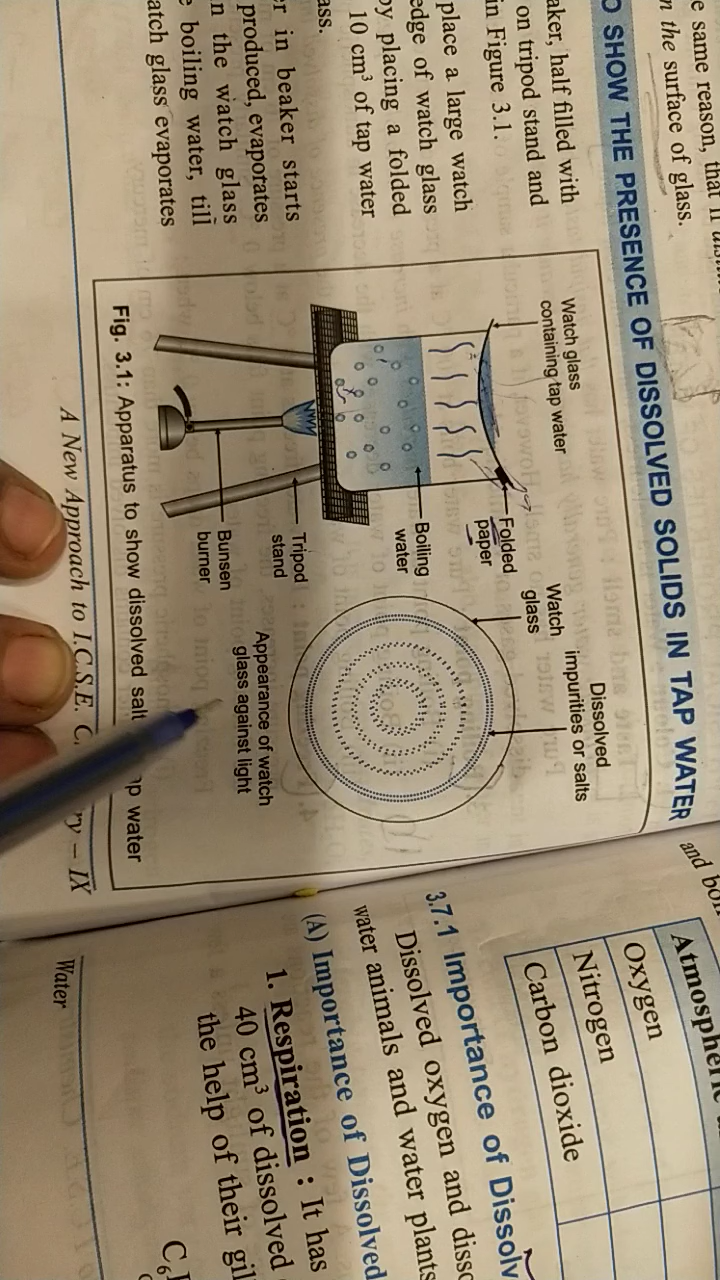 e same reason, that it
n the surface of glass.
O SHOW THE PRESENCE OF DISSOLVED SOLIDS IN TAP WATER
aker, half filled with
on tripod stand and
in Figure 3.1.
place a large watch
edge of watch glass
by placing a folded
10 cm³ of tap water
ass.
er in beaker starts
produced, evaporates
n the watch glass
e boiling water, till
atch glass evaporates
Watch glass
containing tap water
Folded
paper
Boiling
water
Tripod
stand
Bunsen
burner
Dissolved
impurities or salts
Watch
glass
Appearance of watch
glass against light
Fig. 3.1: Apparatus to show dissolved salt ap water
A New Approach to I.C.S.E. C ry – IX
and
Atmospheric
Oxygen
Nitrogen
Carbon dioxide
3.7.1 Importance of Dissolv
Dissolved oxygen and disso
water animals and water plants
(A) Importance of Dissolved
1. Respiration : It has
40 cm³ of dissolved
the help of their gil
C₆
Water